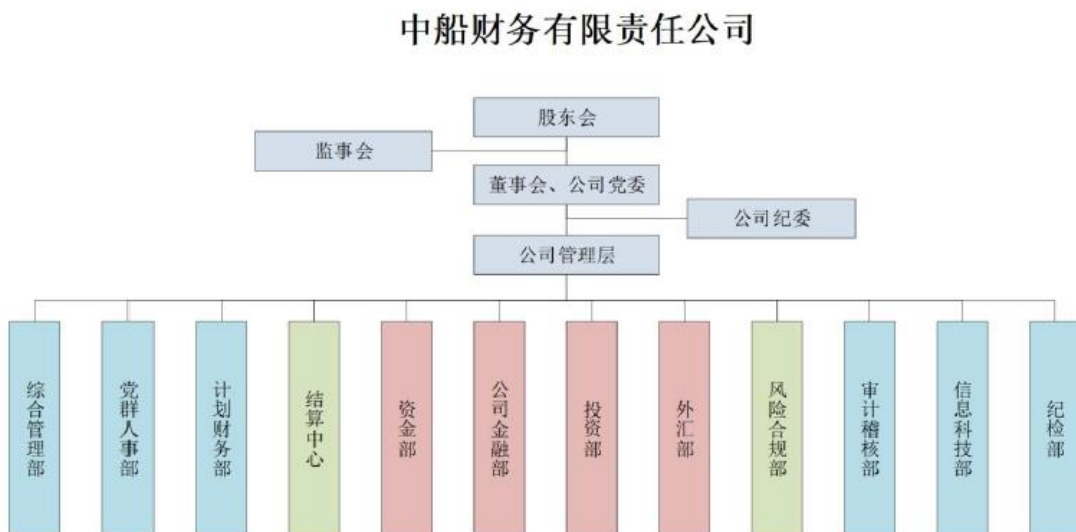 中船财务有限责任公司
股东会
监事会
董事会、公司党委
公司纪委
公司管理层
综合管理部
党群人事部
计划财务部
结算中心
资金部
公司金融部
投资部
外汇部
风险合规部
审计稽核部
信息科技部
纪检部